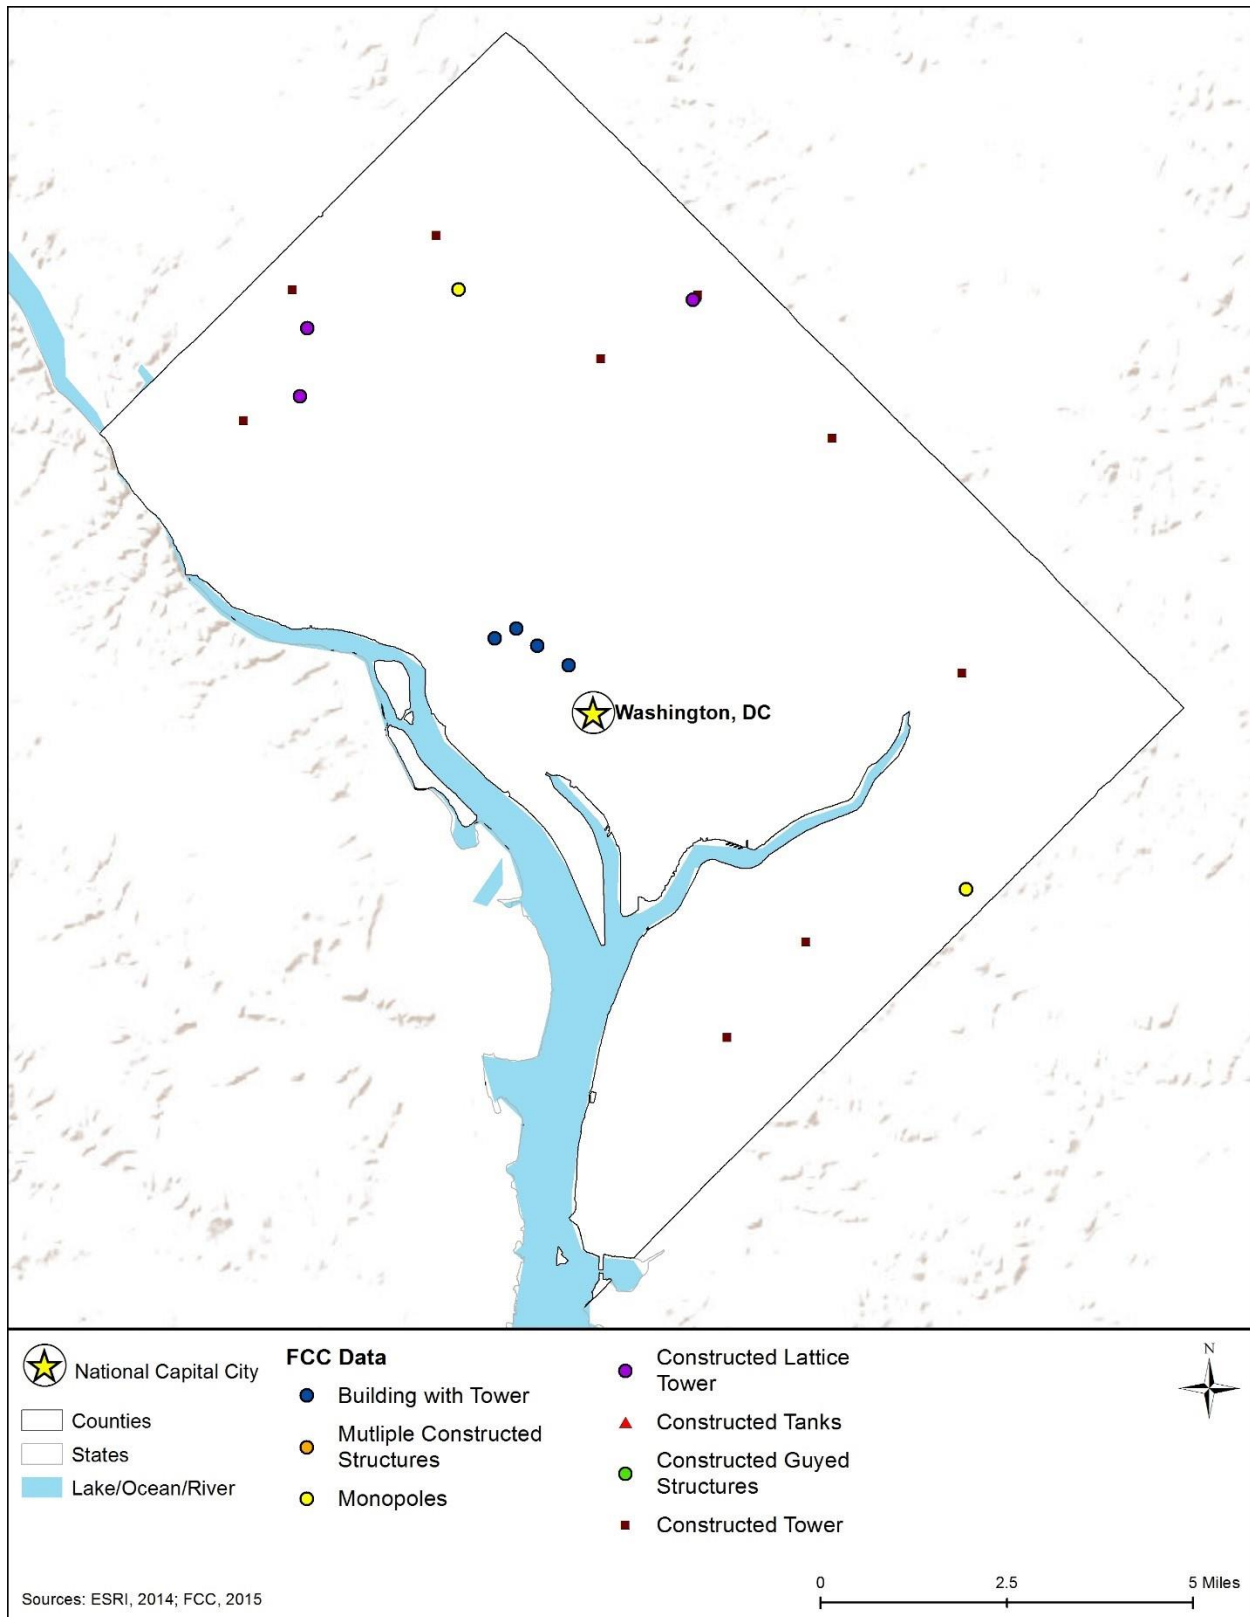 Washington, DC
National Capital City
Counties
States
Lake/Ocean/River
FCC Data
Building with Tower
Mutliple Constructed
Structures
Monopoles
Constructed Lattice
Tower
Constructed Tanks
Constructed Guyed
Structures
Constructed Tower
N
0 2.5 5 Miles
Sources: ESRI, 2014; FCC, 2015